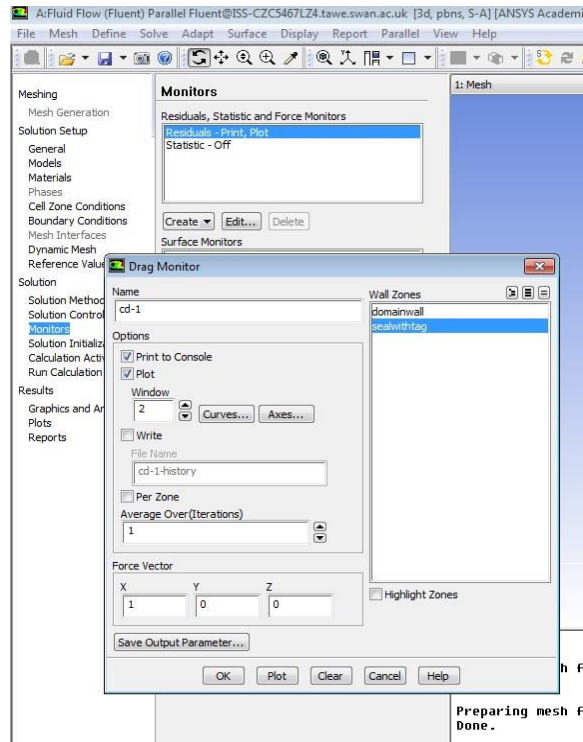 A:Fluid Flow (Fluent) Parallel Fluent@ISS-CZC5467LZ4.tawe.swan.ac.uk [3d, pbns, S-A] [ANSYS Academ
File Mesh Define Solve Adapt Surface Display Report Parallel View Help
Meshing
Mesh Generation
Solution Setup
General
Models
Materials
Phases
Cell Zone Conditions
Boundary Conditions
Mesh Interfaces
Dynamic Mesh
Reference Value
Solution
Solution Method
Solution Control
Monitors
Solution Initializ
Calculation Activ
Run Calculation
Results
Graphics and An
Plots
Reports
Monitors
Residuals, Statistic and Force Monitors
Residuals - Print, Plot
Statistic - Off
Create Edit... Delete
Surface Monitors
1: Mesh
Drag Monitor
Name
cd-1
Options
Print to Console
Plot
Window
2 Curves... Axes...
Write
File Name
cd-1-history
Per Zone
Average Over(Iterations)
1
Force Vector
X Y Z
1 0 0
Save Output Parameter...
Wall Zones
domainwall
sealwithtag
Highlight Zones
OK Plot Clear Cancel Help
h f
Preparing mesh f
Done.